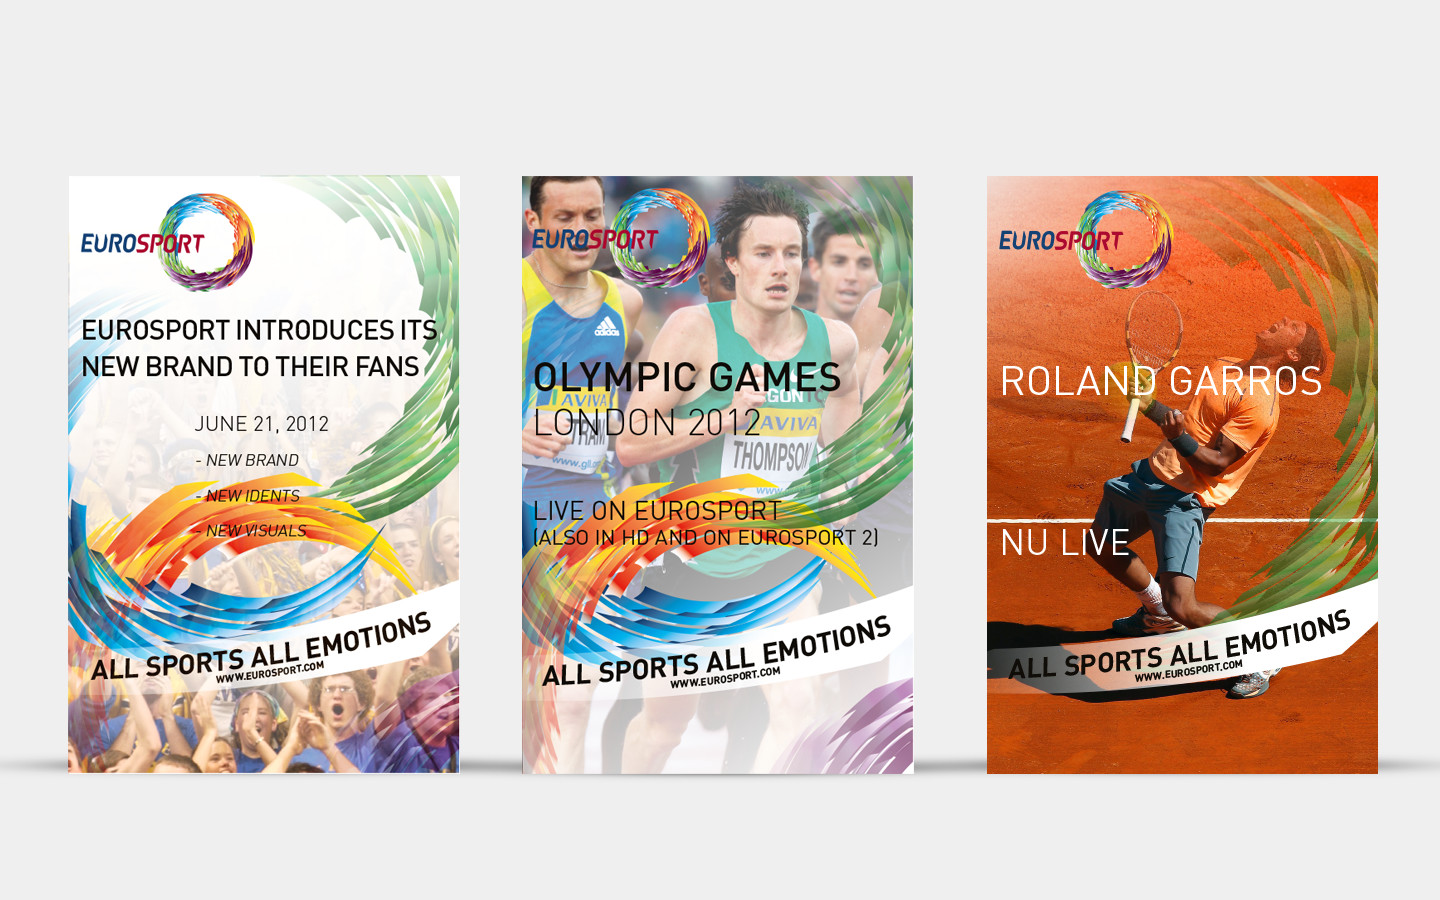 EUROSPORT
EUROSPORT INTRODUCES ITS
NEW BRAND TO THEIR FANS
JUNE 21, 2012
- NEW BRAND
- NEW IDENTS
- NEW VISUALS
ALL SPORTS ALL EMOTIONS
WWW.EUROSPORT.COM
EUROSPORT
adidas
OLYMPIC GAMES
LONDON 2012
AVIVA
AVIVA
THOMPSON
LIVE ON EUROSPORT
(ALSO IN HD AND ON EUROSPORT 2)
ALL SPORTS ALL EMOTIONS
WWW.EUROSPORT.COM
EUROSPORT
ROLAND GARROS
NU LIVE
ALL SPORTS ALL EMOTIONS
WWW.EUROSPORT.COM